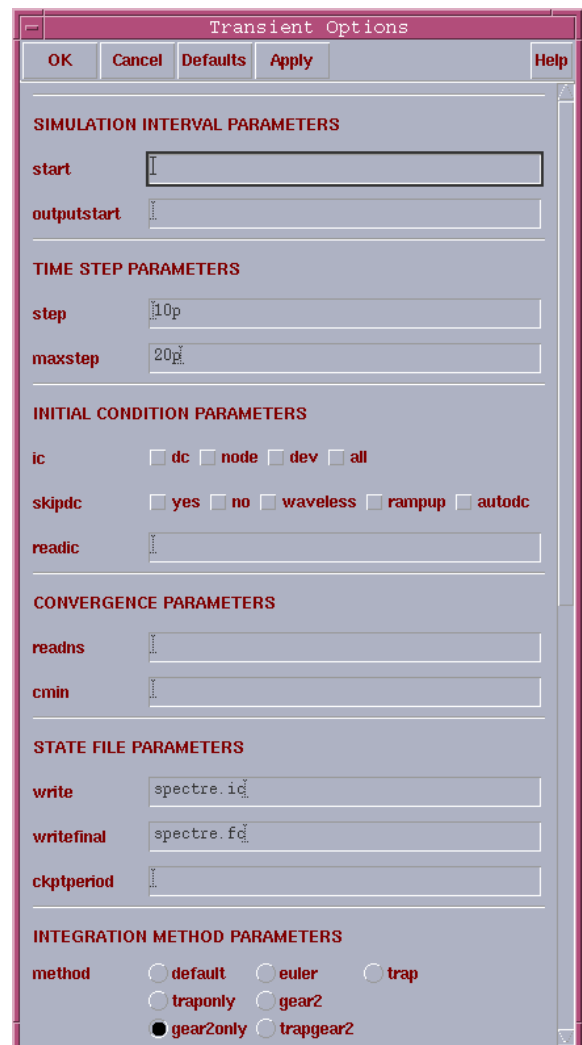 Transient Options
OK Cancel Defaults Apply Help
SIMULATION INTERVAL PARAMETERS
start
outputstart
TIME STEP PARAMETERS
step 10p
maxstep 20p
INITIAL CONDITION PARAMETERS
ic dc node dev all
skipdc yes no waveless rampup autodc
readic
CONVERGENCE PARAMETERS
readns
cmin
STATE FILE PARAMETERS
write spectre.ic
writefinal spectre.fc
ckptperiod
INTEGRATION METHOD PARAMETERS
method default euler trap
traponly gear2
gear2only trapgear2